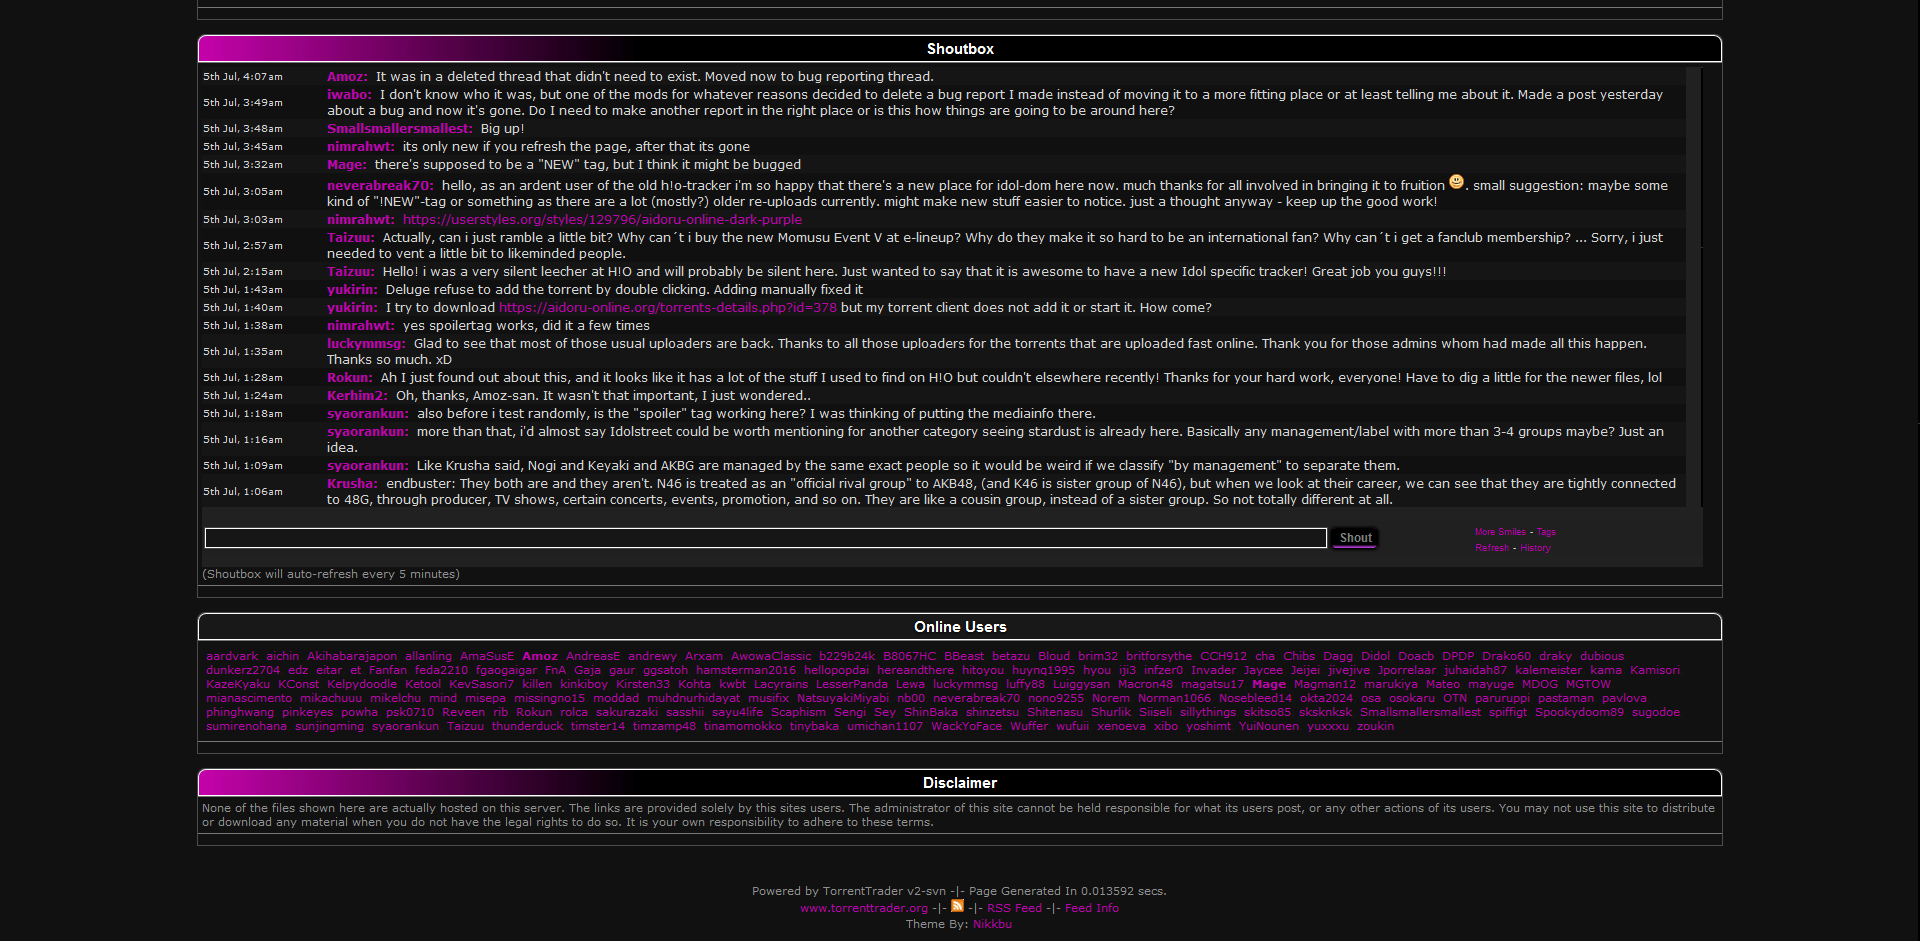 Shoutbox
5th Jul, 4:07am Amoz: It was in a deleted thread that didn't need to exist. Moved now to bug reporting thread.
5th Jul, 3:49am iwabo: I don't know who it was, but one of the mods for whatever reasons decided to delete a bug report I made instead of moving it to a more fitting place or at least telling me about it. Made a post yesterday
about a bug and now it's gone. Do I need to make another report in the right place or is this how things are going to be around here?
5th Jul, 3:48am Smallsmallersmallest: Big up!
5th Jul, 3:45am nimrahwt: its only new if you refresh the page, after that its gone
5th Jul, 3:32am Mage: there's supposed to be a "NEW" tag, but I think it might be bugged
5th Jul, 3:05am neverabreak70: hello, as an ardent user of the old h!o-tracker i'm so happy that there's a new place for idol-dom here now. much thanks for all involved in bringing it to fruition . small suggestion: maybe some
kind of "!NEW"-tag or something as there are a lot (mostly?) older re-uploads currently. might make new stuff easier to notice. just a thought anyway - keep up the good work!
5th Jul, 3:03am nimrahwt: https://userstyles.org/styles/129796/aidoru-online-dark-purple
5th Jul, 2:57am Taizuu: Actually, can i just ramble a little bit? Why can´t i buy the new Momusu Event V at e-lineup? Why do they make it so hard to be an international fan? Why can´t i get a fanclub membership? ... Sorry, i just
needed to vent a little bit to likeminded people.
5th Jul, 2:15am Taizuu: Hello! i was a very silent leecher at H!O and will probably be silent here. Just wanted to say that it is awesome to have a new Idol specific tracker! Great job you guys!!!
5th Jul, 1:43am yukirin: Deluge refuse to add the torrent by double clicking. Adding manually fixed it
5th Jul, 1:40am yukirin: I try to download https://aidoru-online.org/torrents-details.php?id=378 but my torrent client does not add it or start it. How come?
5th Jul, 1:38am nimrahwt: yes spoilertag works, did it a few times
5th Jul, 1:35am luckymmsg: Glad to see that most of those usual uploaders are back. Thanks to all those uploaders for the torrents that are uploaded fast online. Thank you for those admins whom had made all this happen.
Thanks so much. xD
5th Jul, 1:28am Rokun: Ah I just found out about this, and it looks like it has a lot of the stuff I used to find on H!O but couldn't elsewhere recently! Thanks for your hard work, everyone! Have to dig a little for the newer files, lol
5th Jul, 1:24am Kerhim2: Oh, thanks, Amoz-san. It wasn't that important, I just wondered..
5th Jul, 1:18am syaorankun: also before i test randomly, is the "spoiler" tag working here? I was thinking of putting the mediainfo there.
5th Jul, 1:16am syaorankun: more than that, i'd almost say Idolstreet could be worth mentioning for another category seeing stardust is already here. Basically any management/label with more than 3-4 groups maybe? Just an
idea.
5th Jul, 1:09am syaorankun: Like Krusha said, Nogi and Keyaki and AKBG are managed by the same exact people so it would be weird if we classify "by management" to separate them.
5th Jul, 1:06am Krusha: endbuster: They both are and they aren't. N46 is treated as an "official rival group" to AKB48, (and K46 is sister group of N46), but when we look at their career, we can see that they are tightly connected
to 48G, through producer, TV shows, certain concerts, events, promotion, and so on. They are like a cousin group, instead of a sister group. So not totally different at all.
Shout
More Smiles - Tags
Refresh - History
(Shoutbox will auto-refresh every 5 minutes)
Online Users
aardvark aichin Akihabarajapon allanling AmaSusE Amoz AndreasE andrewy Arxam AwowaClassic b229b24k B8067HC BBeast betazu Bloud brim32 britforsythe CCH912 cha Chibs Dagg Didol Doacb DPDP Drako60 draky dubious
dunkerz2704 edz eitar et Fanfan feda2210 fgaogaigar FnA Gaja gaur ggsatoh hamsterman2016 hellopopdai hereandthere hitoyou huynq1995 hyou iji3 infzer0 Invader Jaycee Jeijei jivejive Jporrelaar juhaidah87 kalemeister kama Kamisori
KazeKyaku KConst Kelpydoodle Ketool KevSason7 killen kinkiboy Kirsten33 Kohta kwbt Lacyrains LesserPanda Lewa luckymmsg luffy88 Luiggysan Macron48 magatsu17 Mage Magman12 marukiya Mateo mayuge MDOG MGTOW
mianascimento mikachuuu mikelchu mind misepa missingno15 moddad muhdnurhidayat musifix NatsuyakiMiyabi nb00 neverabreak70 nono9255 Norem Norman1066 Nosebleed14 okta2024 osa osokaru OTN paruruppi pastaman pavlova
phinghwang pinkeyes powha psk0710 Reveen rib Rokun rolca sakurazaki sasshii sayu4life Scaphism Sengi Sey ShinBaka shinzetsu Shitenasu Shurlik Siiseli sillythings skitso85 sksknksk Smallsmallersmallest spiffigt Spookydoom89 sugodoe
sumirenohana sunjingming syaorankun Taizuu thunderduck timster14 timzamp48 tinamomokko tinybaka umichan1107 WackYoFace Wuffer wufuii xenoeva xibo yoshimt YuiNounen yuxxxu zoukin
Disclaimer
None of the files shown here are actually hosted on this server. The links are provided solely by this sites users. The administrator of this site cannot be held responsible for what its users post, or any other actions of its users. You may not use this site to distribute
or download any material when you do not have the legal rights to do so. It is your own responsibility to adhere to these terms.
Powered by TorrentTrader v2-svn -|- Page Generated In 0.013592 secs.
www.torrenttrader.org -|- -|- RSS Feed -|- Feed Info
Theme By: Nikkbu